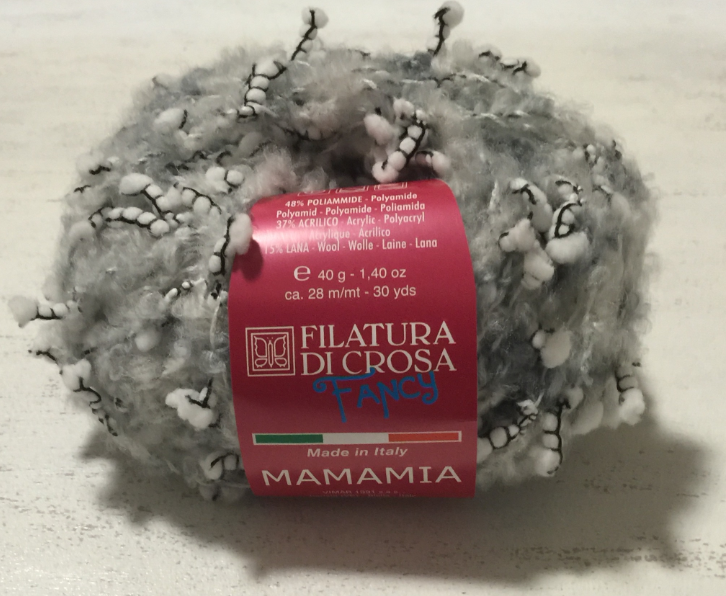 48% POLIAMMIDE - Polyamide
Polyamid - Polyamide - Poliamida
37% ACRILICO - Acrylic - Polyacryl
Acrylique - Acrilico
15% LANA - Wool - Wolle - Laine - Lana
e 40 g - 1,40 oz
ca. 28 m/mt - 30 yds
FILATURA
DI CROSA
FANCY
Made in Italy
MAMAMIA